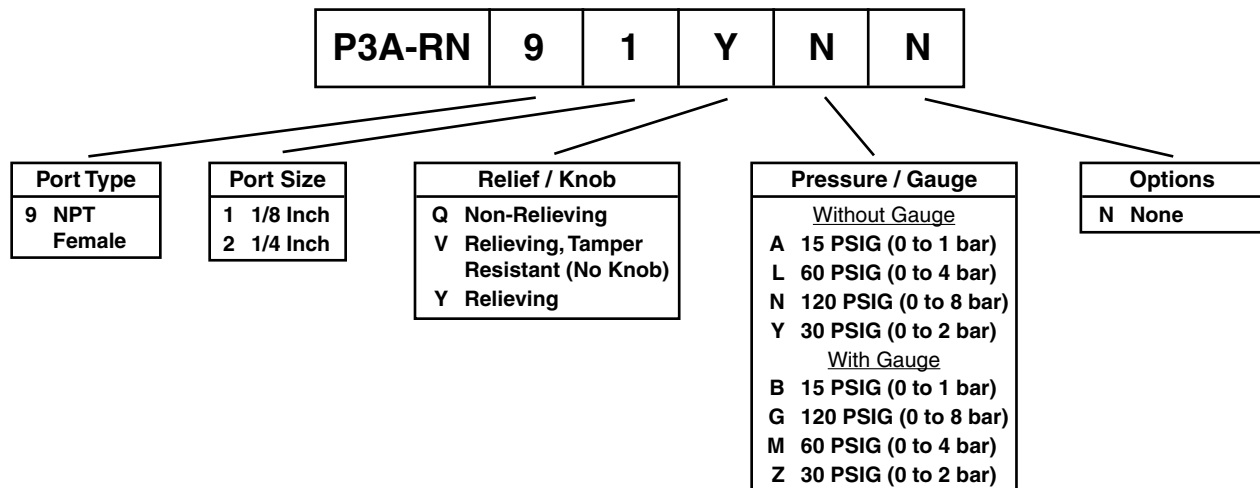 P3A-RN 9 1 Y N N
Port Type
9 NPT
Female
Port Size
1 1/8 Inch
2 1/4 Inch
Relief / Knob
Q Non-Relieving
V Relieving, Tamper
Resistant (No Knob)
Y Relieving
Pressure / Gauge
Without Gauge
A 15 PSIG (0 to 1 bar)
L 60 PSIG (0 to 4 bar)
N 120 PSIG (0 to 8 bar)
Y 30 PSIG (0 to 2 bar)
With Gauge
B 15 PSIG (0 to 1 bar)
G 120 PSIG (0 to 8 bar)
M 60 PSIG (0 to 4 bar)
Z 30 PSIG (0 to 2 bar)
Options
N None